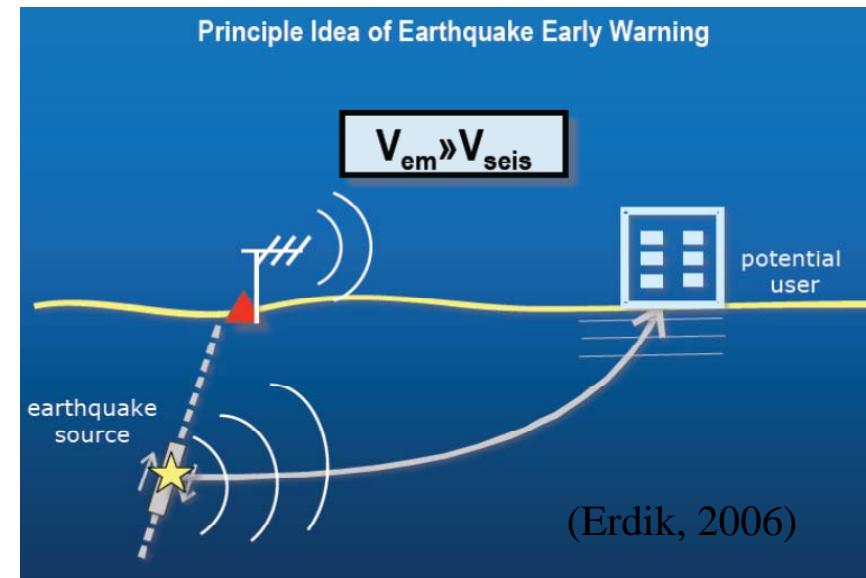 Principle Idea of Earthquake Early Warning
Vem»Vseis
potential
user
earthquake
source
(Erdik, 2006)